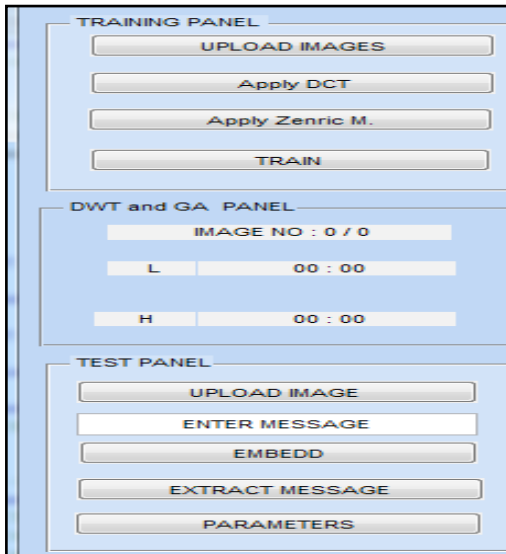 TRAINING PANEL
UPLOAD IMAGES
Apply DCT
Apply Zenric M.
TRAIN
DWT and GA PANEL
IMAGE NO : 0 / 0
L 00 : 00
H 00 : 00
TEST PANEL
UPLOAD IMAGE
ENTER MESSAGE
EMBEDD
EXTRACT MESSAGE
PARAMETERS